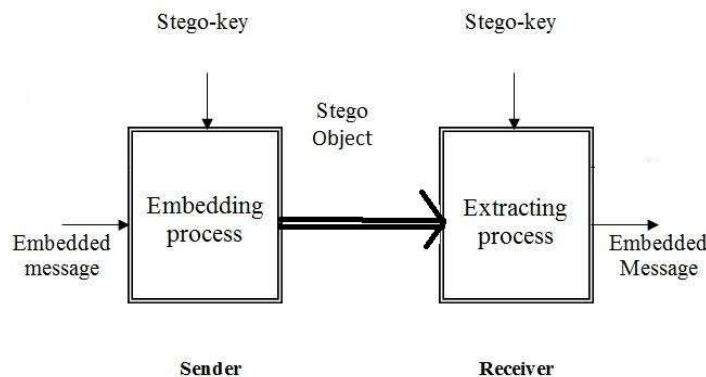 Stego-key
Stego-key
Stego
Object
Embedding
process
Extracting
process
Embedded
message
Embedded
Message
Sender
Receiver